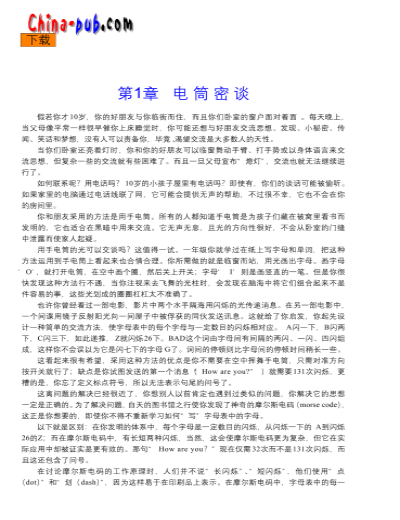 China-pub.com
下载
第1章 电筒密谈
假若你才10岁，你的好朋友与你临街而住，而且你们卧室的窗户面对着面。每天晚上，
当父母像平常一样很早催你上床睡觉时，你可能还想与好朋友交流思想、发现、小秘密、传
闻、笑话和梦想，没有人可以责备你，毕竟，渴望交流是大多数人的天性。
当你们卧室还亮着灯时，你和你的好朋友可以临窗舞动手臂、打手势或以身体语言来交
流思想，但复杂一些的交流就有些困难了。而且一旦父母宣布“熄灯”，交流也就无法继续进
行了。
如何联系呢？用电话吗？10岁的小孩子屋里有电话吗？即使有，你们的谈话可能被偷听。
如果家里的电脑通过电话线联了网，它可能会提供无声的帮助，不过很不幸，它也不会在你
的房间里。
你和朋友采用的方法是用手电筒。所有的人都知道手电筒是为孩子们藏在被窝里看书而
发明的，它也适合在黑暗中用来交流。它无声无息，且光的方向性很好，不会从卧室的门缝
中泄露而使家人起疑。
用手电筒的光可以交谈吗？这值得一试。一年级你就学过在纸上写字母和单词，把这种
方法运用到手电筒上看起来也合情合理。你所需做的就是临窗而站，用光画出字母。画字母
“O”，就打开电筒，在空中画个圈，然后关上开关；字母“I”则是画竖直的一笔。但是你很
快发现这种方法行不通，当你注视来去飞舞的光柱时，会发现在脑海中将它们组合起来不是
件容易的事，这些光划成的圈圈杠杠太不准确了。
也许你曾经看过一部电影，影片中两个水手隔海用闪烁的光传递消息。在另一部电影中，
一个间谍用镜子反射阳光向一间屋子中被俘获的同伙发送讯息。这就给了你启发，你起先设
计一种简单的交流方法，使字母表中的每个字母与一定数目的闪烁相对应。A闪一下，B闪两
下，C闪三下，如此递推，Z就闪烁26下。BAD这个词由字母间有间隔的两闪、一闪、四闪组
成，这样你不会误以为它是闪七下的字母G了。词间的停顿则比字母间的停顿时间稍长一些。
这看起来很有希望，采用这种方法的优点是你不需要在空中挥舞手电筒，只需对准方向
按开关就行了；缺点是你试图发送的第一个消息（“How are you?”）就需要131次闪烁，更
糟的是，你忘了定义标点符号，所以无法表示句尾的问号了。
这离问题的解决已经很近了，你想别人以前肯定也遇到过类似的问题，你解决它的思想
一定是正确的。为了解决问题，白天的图书馆之行使你发现了神奇的摩尔斯电码（morse code），
这正是你想要的，即使你不得不重新学习如何“写”字母表中的字母。
以下就是区别：在你发明的体系中，每个字母是一定数目的闪烁，从闪烁一下的A到闪烁
26的Z；而在摩尔斯电码中，有长短两种闪烁，当然，这会使摩尔斯电码更为复杂，但它在实
际应用中却被证实是更有效的。那句“How are you？”现在仅需32次而不是131次闪烁，而
且这还包含了问号。
在讨论摩尔斯电码的工作原理时，人们并不说“长闪烁”、“短闪烁”，他们使用“点
(dot)”和“划 (dash)”，因为这样易于在印刷品上表示。在摩尔斯电码中，字母表中的每一